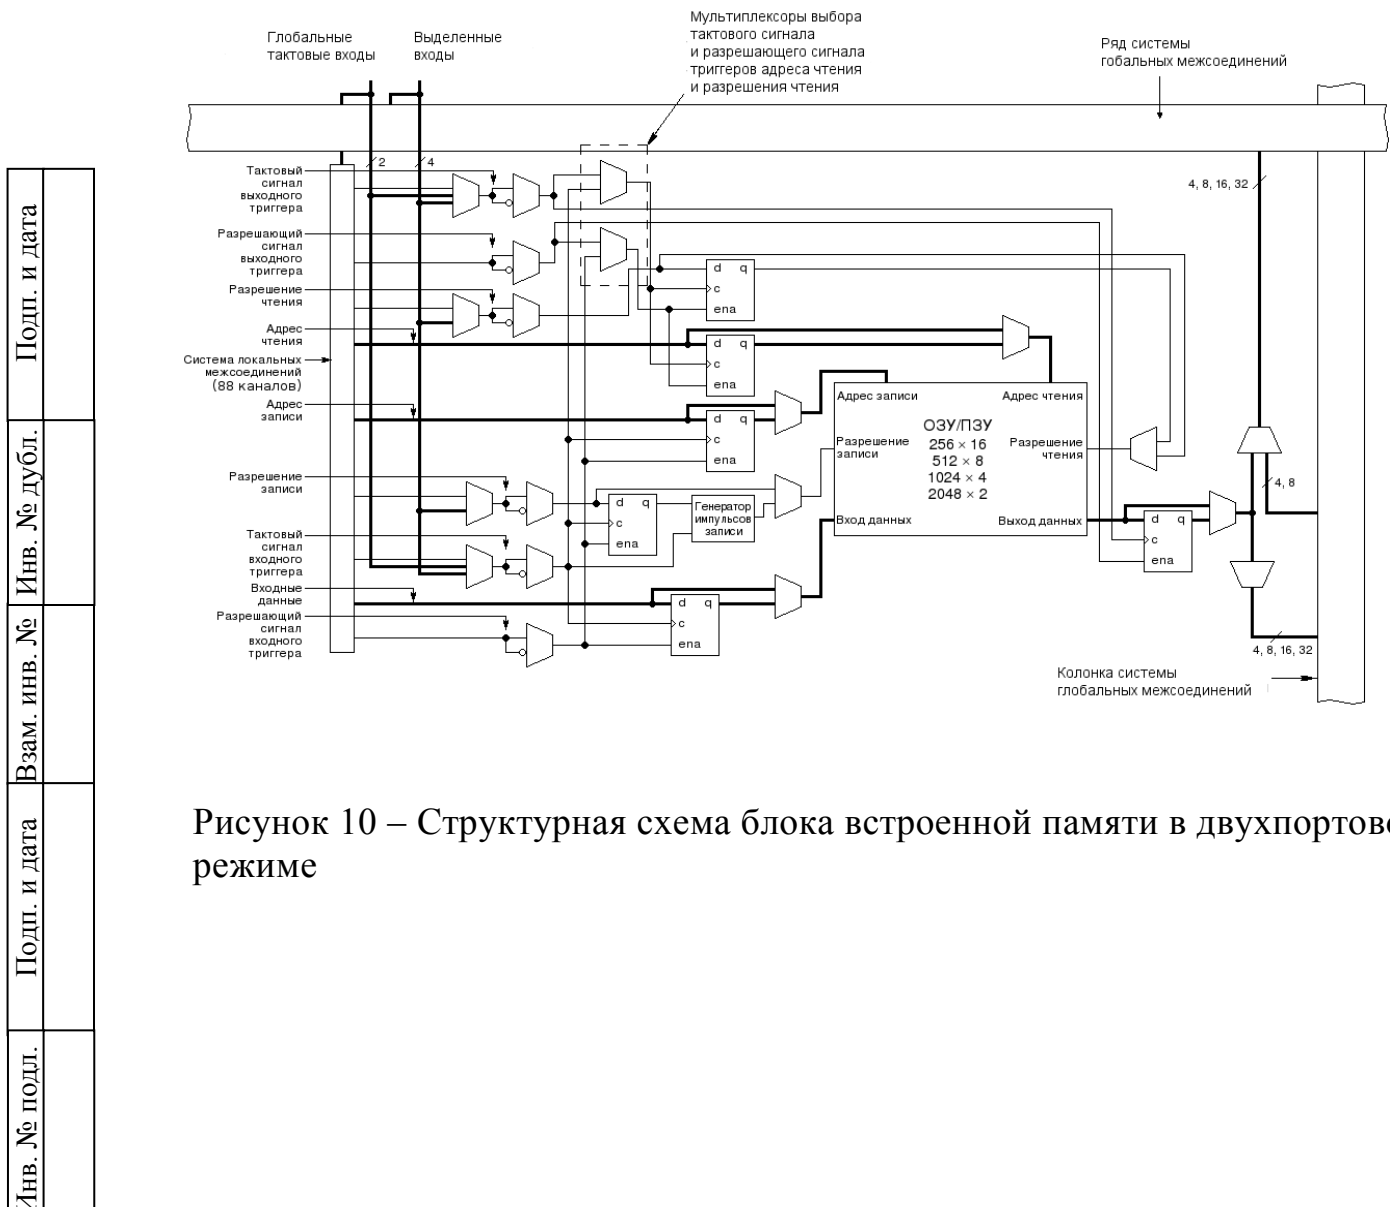 Глобальные
тактовые входы
Выделенные
входы
Мультиплексоры выбора
тактового сигнала
и разрешающего сигнала
триггеров адреса чтения
и разрешения чтения
Ряд системы
гобальных межсоединений
2
4
4, 8, 16, 32
Тактовый
сигнал
выходного
триггера
Разрешающий
сигнал
выходного
триггера
Разрешение
чтения
Адрес
чтения
Система локальных
межсоединений
(88 каналов)
Адрес
записи
Разрешение
записи
Тактовый
сигнал
входного
триггера
Входные
данные
Разрешающий
сигнал
входного
триггера
d q
c
ena
d q
c
ena
d q
c
ena
d q
c
ena
d q
c
ena
Генератор
импульсов
записи
Адрес записи
Адрес чтения
ОЗУ/ПЗУ
256 × 16
512 × 8
1024 × 4
2048 × 2
Разрешение
записи
Разрешение
чтения
Вход данных
Выход данных
d q
c
ena
4, 8
4, 8, 16, 32
Колонка системы
глобальных межсоединений
Рисунок 10 – Структурная схема блока встроенной памяти в двухпортово
режиме
Подп. и дата
Инв. № дубл.
Взам. инв. №
Подп. и дата
Инв. № подл.